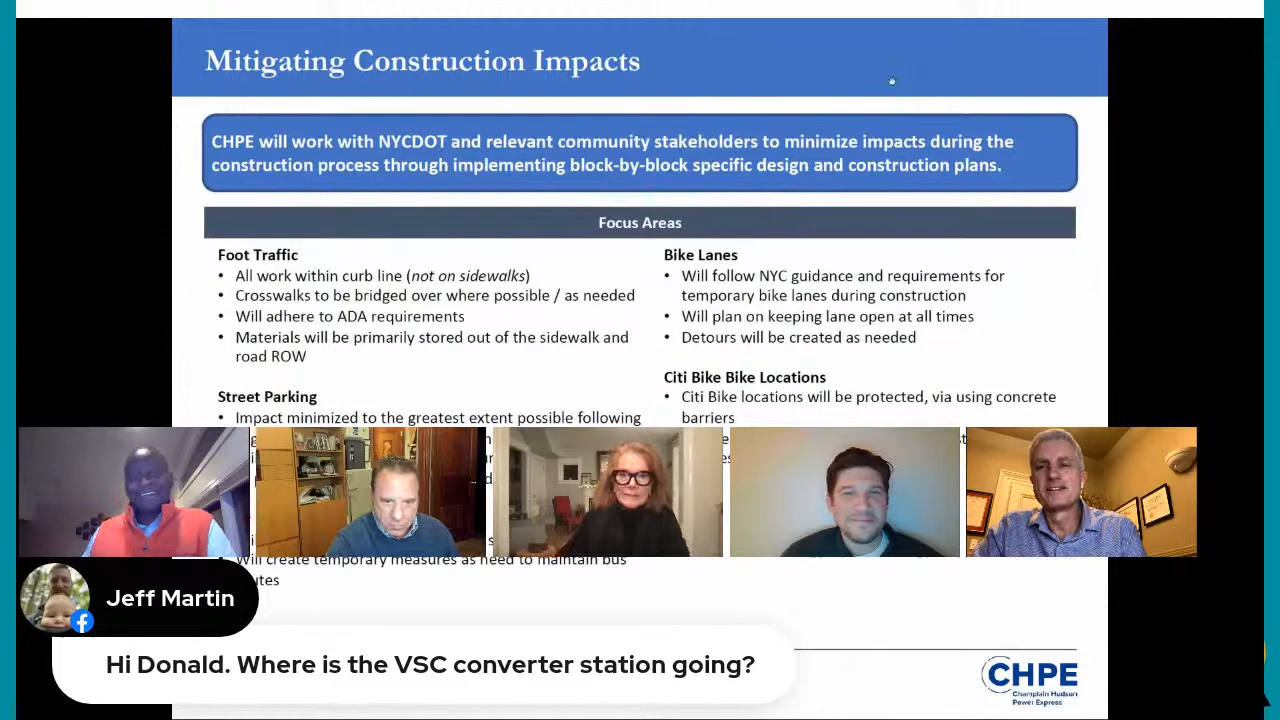 Mitigating Construction Impacts
CHPE will work with NYCDOT and relevant community stakeholders to minimize impacts during the
construction process through implementing block-by-block specific design and construction plans.
Focus Areas
Foot Traffic
• All work within curb line (not on sidewalks)
• Crosswalks to be bridged over where possible / as needed
• Will adhere to ADA requirements
• Materials will be primarily stored out of the sidewalk and
road ROW
Street Parking
• Impact minimized to the greatest extent possible following
Will create temporary measures as need to maintain bus
Bike Lanes
• Will follow NYC guidance and requirements for
temporary bike lanes during construction
• Will plan on keeping lane open at all times
• Detours will be created as needed
Citi Bike Bike Locations
• Citi Bike locations will be protected, via using concrete
barriers
Jeff Martin
Hi Donald. Where is the VSC converter station going?
CHPE
Champlain Hudson
Power Express